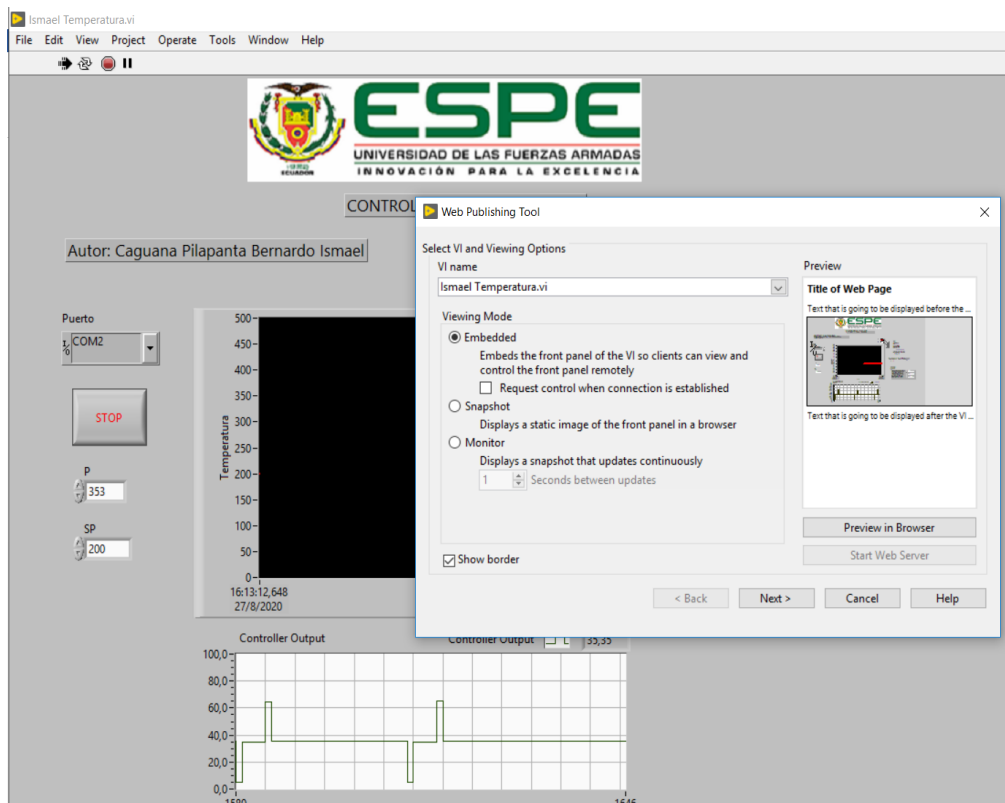 Ismael Temperatura.vi
File Edit View Project Operate Tools Window Help
ESPE
UNIVERSIDAD DE LAS FUERZAS ARMADAS
INNOVACIÓN PARA LA EXCELENCIA
ECUADOR
CONTROL
Autor: Caguana Pilapanta Bernardo Ismael
Puerto
COM2
STOP
P
353
SP
200
Temperatura
500
450
400
350
300
250
200
150
100
50
0
16:13:12,648
27/8/2020
Web Publishing Tool
Select VI and Viewing Options
VI name
Ismael Temperatura.vi
Viewing Mode
Embedded
Embeds the front panel of the VI so clients can view and
control the front panel remotely
Request control when connection is established
Snapshot
Displays a static image of the front panel in a browser
Monitor
Displays a snapshot that updates continuously
1 Seconds between updates
Show border
Preview
Title of Web Page
Text that is going to be displayed before the ...
ESPE
Text that is going to be displayed after the VI ...
Preview in Browser
Start Web Server
< Back Next > Cancel Help
Controller Output
Controller Output 35,35
100,0
80,0
60,0
40,0
20,0
0,0
1580 1646